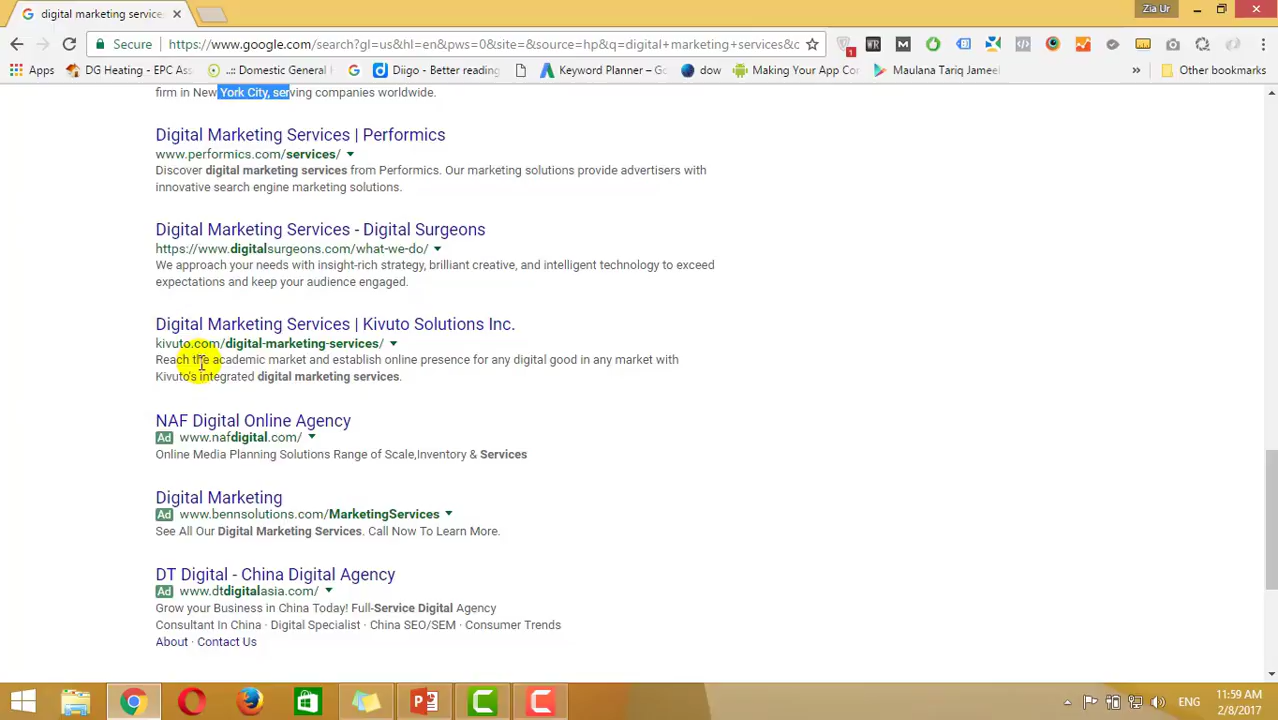 digital marketing service
Zia Ur
Secure
https://www.google.com/search?gl=us&hl=en&pws=0&site=&source=hp&q=digital+marketing+services&c
1
Apps
DG Heating - EPC Ass
..:: Domestic General
Diigo - Better reading
Keyword Planner – Go
dow
Making Your App Cor
Maulana Tariq Jameel
»
Other bookmarks
firm in New York City, serving companies worldwide.
Digital Marketing Services | Performics
www.performics.com/services/
Discover digital marketing services from Performics. Our marketing solutions provide advertisers with
innovative search engine marketing solutions.
Digital Marketing Services - Digital Surgeons
https://www.digitalsurgeons.com/what-we-do/
We approach your needs with insight-rich strategy, brilliant creative, and intelligent technology to exceed
expectations and keep your audience engaged.
Digital Marketing Services | Kivuto Solutions Inc.
kivuto.com/digital-marketing-services/
Reach the academic market and establish online presence for any digital good in any market with
Kivuto's integrated digital marketing services.
NAF Digital Online Agency
Ad www.nafdigital.com/
Online Media Planning Solutions Range of Scale,Inventory & Services
Digital Marketing
Ad www.bennsolutions.com/MarketingServices
See All Our Digital Marketing Services. Call Now To Learn More.
DT Digital - China Digital Agency
Ad www.dtdigitalasia.com/
Grow your Business in China Today! Full-Service Digital Agency
Consultant In China · Digital Specialist · China SEO/SEM · Consumer Trends
About · Contact Us
ENG
11:59 AM
2/8/2017